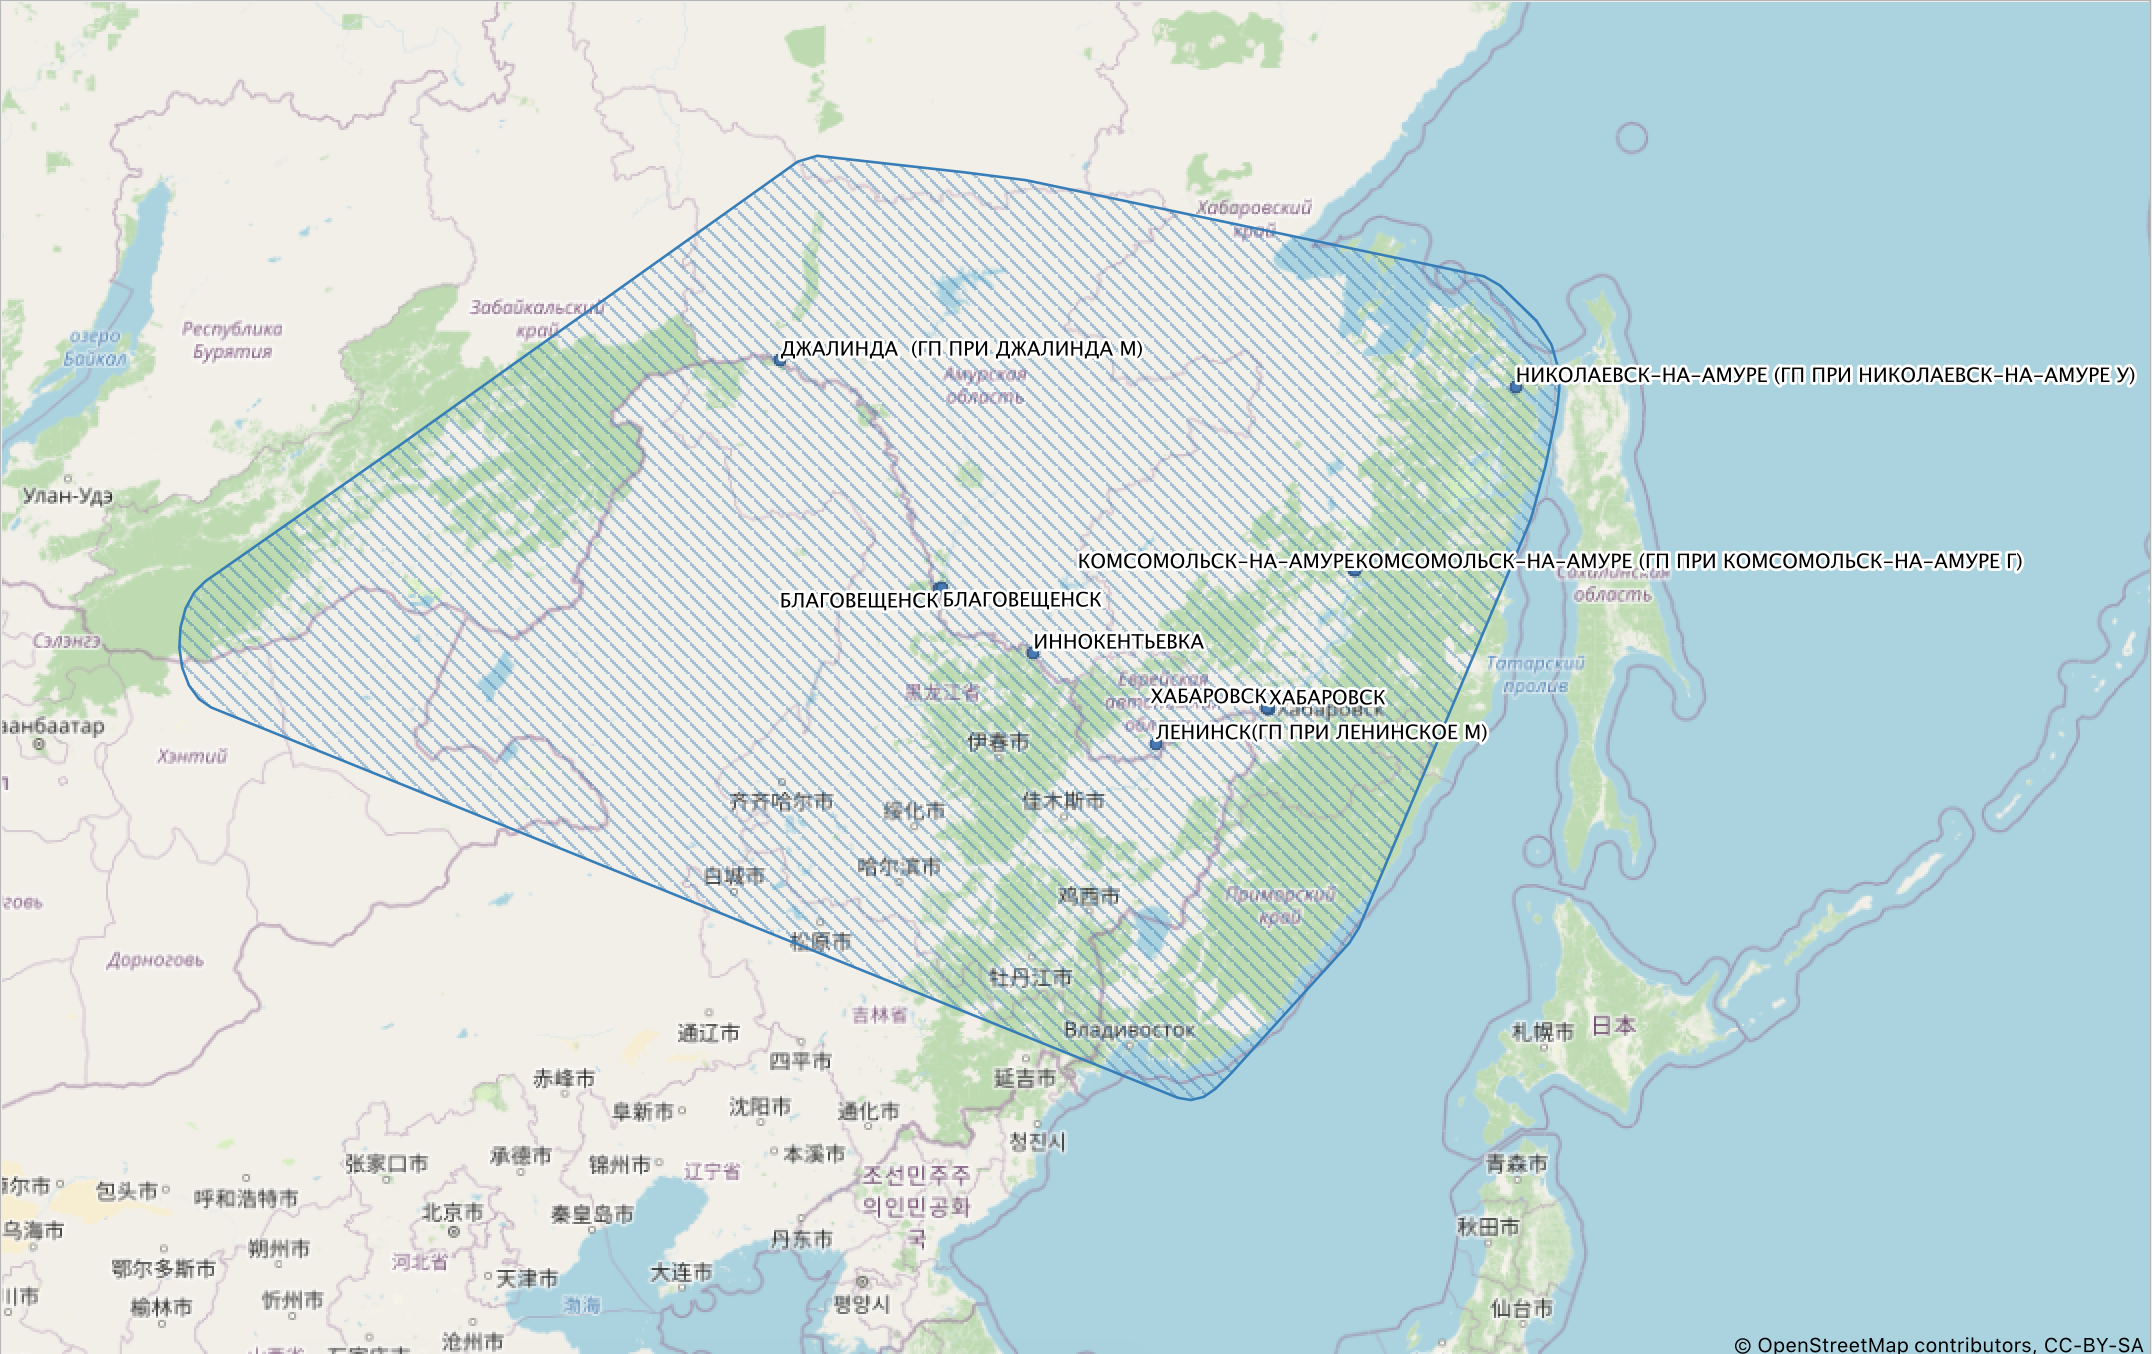 Хабаровский
край
Забайкальский
край
озеро
Байкал
Республика
Бурятия
ДЖАЛИНДА (ГП ПРИ ДЖАЛИНДА М)
Амурская
область
НИКОЛАЕВСК-НА-АМУРЕ (ГП ПРИ НИКОЛАЕВСК-НА-АМУРЕ У)
Улан-Удэ
КОМСОМОЛЬСК-НА-АМУРЕКОМСОМОЛЬСК-НА-АМУРЕ (ГП ПРИ КОМСОМОЛЬСК-НА-АМУРЕ Г)
Сахалинская
область
БЛАГОВЕЩЕНСК БЛАГОВЕЩЕНСК
Сэлэнгэ
ИННОКЕНТЬЕВКА
Татарский
пролив
Еврейская
黑龙江省
ХАБАРОВСКХАБАРОВСК
Хабаровск
ЛЕНИНСК(ГП ПРИ ЛЕНИНСКОЕ М)
伊春市
Хэнтий
齐齐哈尔市
绥化市
佳木斯市
白城市
哈尔滨市
鸡西市
Приморский
край
松原市
Дорноговь
牡丹江市
吉林省
Владивосток
通辽市
四平市
札幌市
日本
赤峰市
延吉市
阜新市
沈阳市
通化市
청진시
张家口市
承德市
锦州市
辽宁省
本溪市
青森市
조선민주주
의인민공화
국
包头市
呼和浩特市
北京市
秦皇岛市
乌海市
朔州市
丹东市
秋田市
河北省
鄂尔多斯市
天津市
大连市
榆林市
忻州市
渤海
평양시
仙台市
沧州市
© OpenStreetMap contributors, CC-BY-SA